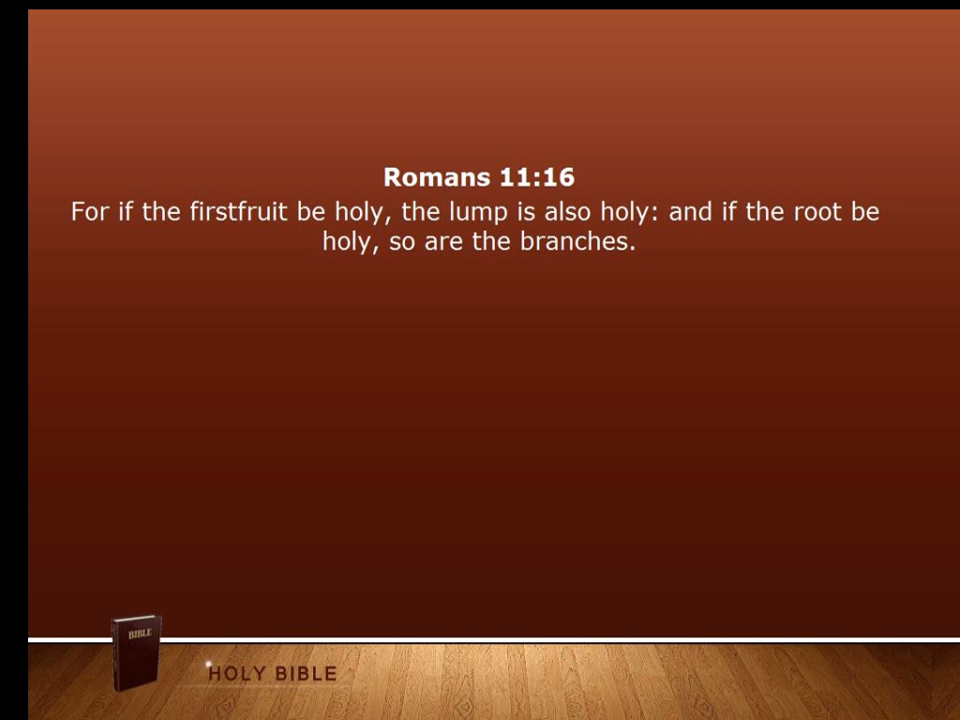 Romans 11:16
For if the firstfruit be holy, the lump is also holy: and if the root be
holy, so are the branches.
BIBLE
HOLY BIBLE